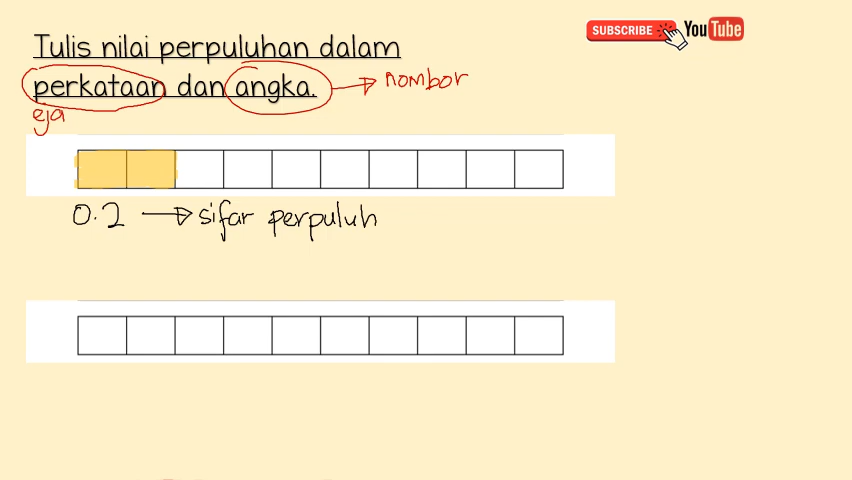 Tulis nilai perpuluhan dalam
perkataan dan angka. → nombor
eja
SUBSCRIBE YouTube
0.2 → sifar perpuluh